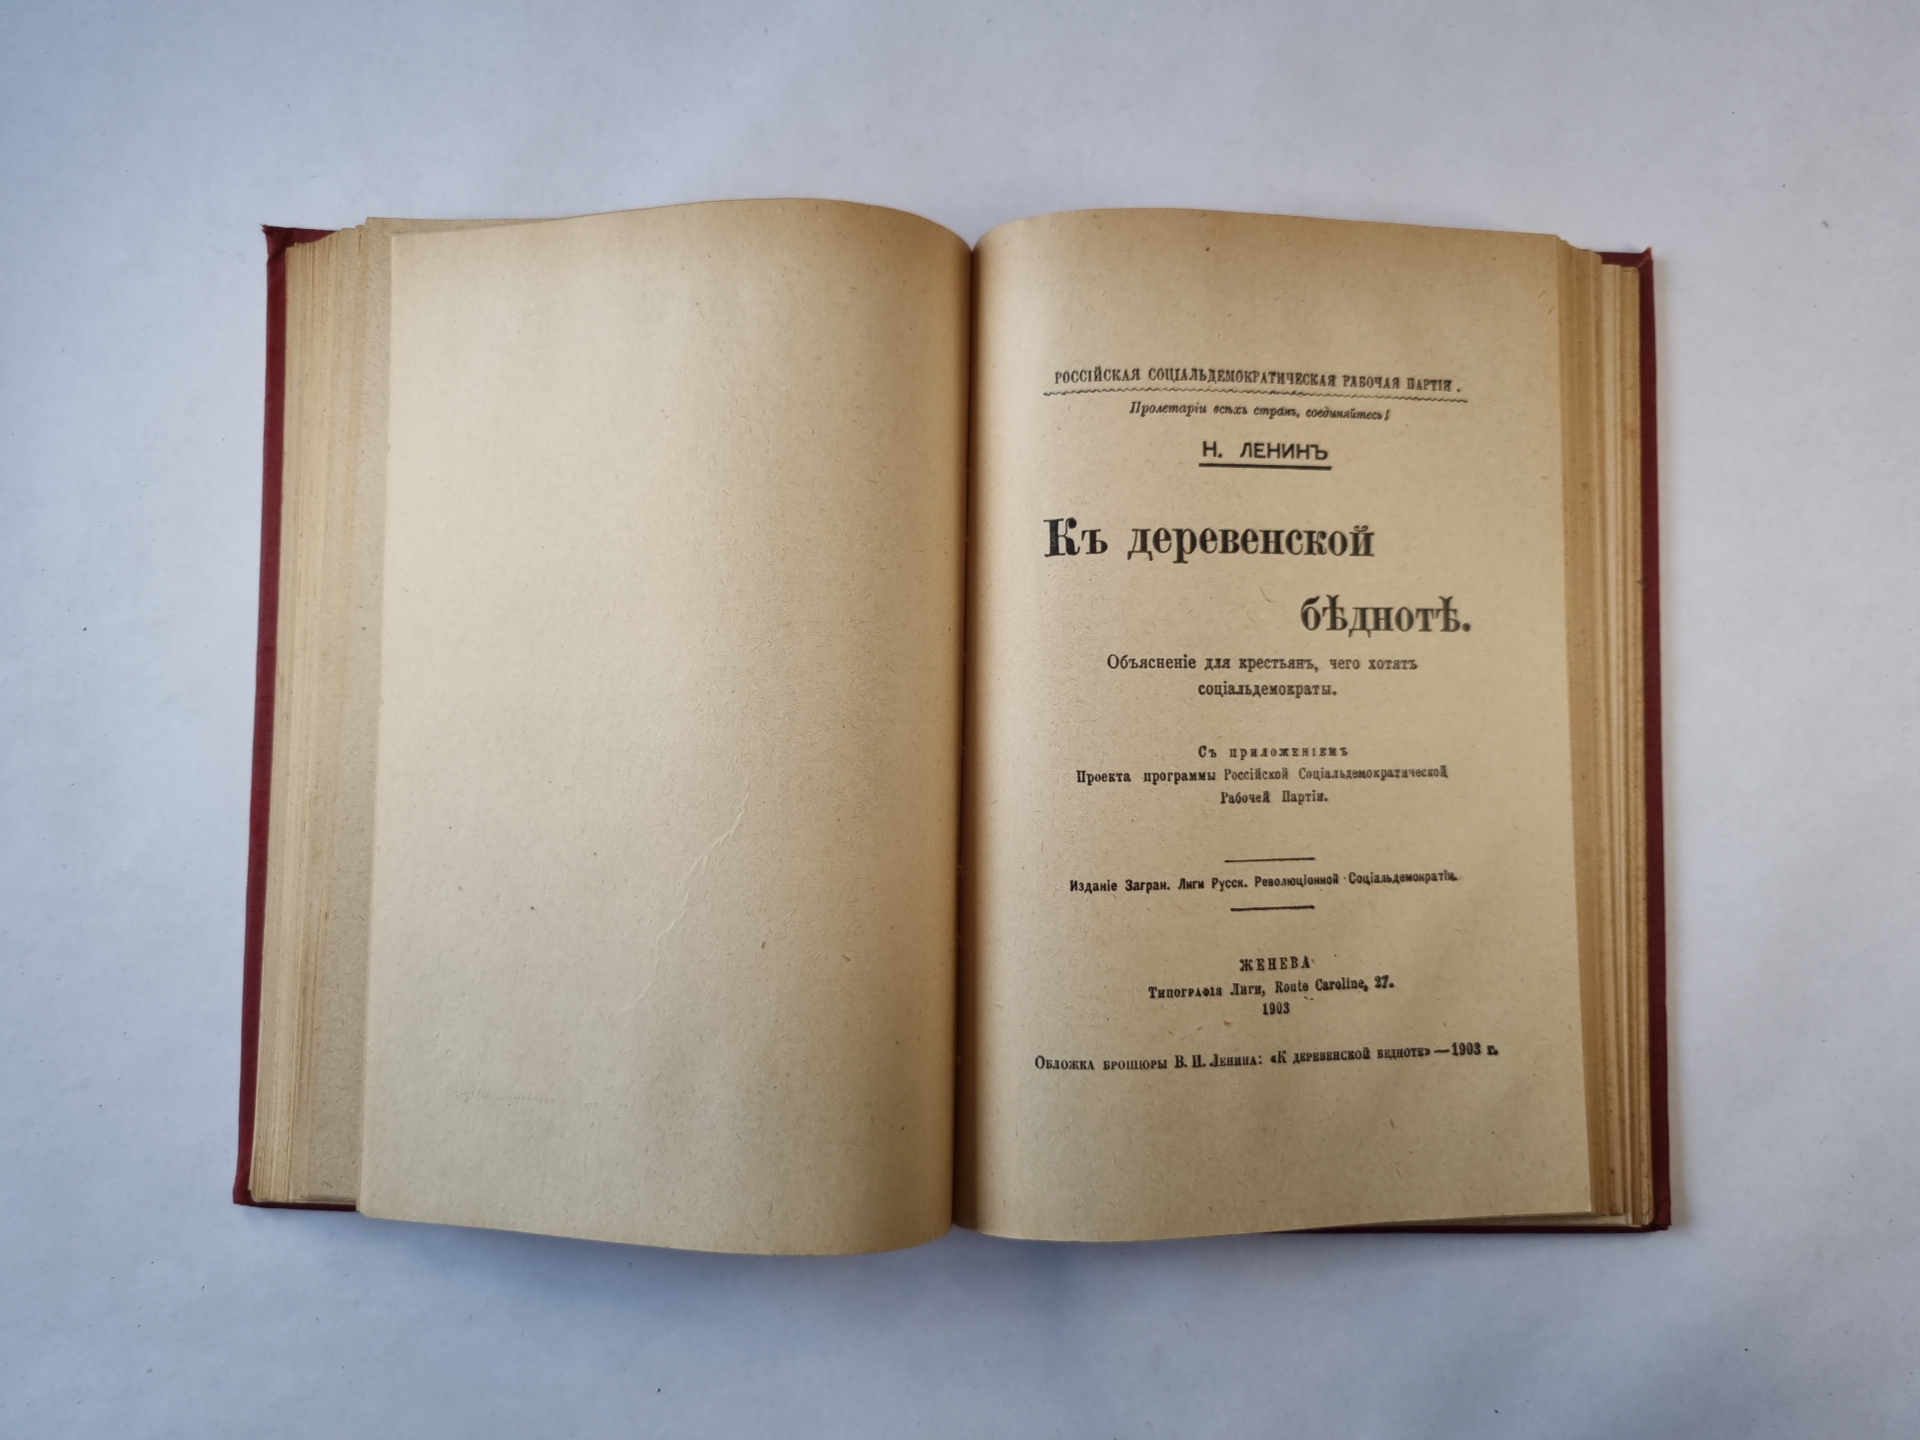 РОССІЙСКАЯ СОЦІАЛЬДЕМОКРАТИЧЕСКАЯ РАБОЧАЯ ПАРТІЯ.
Пролетаріи всѣхъ странъ, соединяйтесь!
Н. ЛЕНИНЪ
Къ деревенской
бѣднотѣ.
Объясненіе для крестьянъ, чего хотятъ
соціальдемократы.
Съ приложеніемъ
Проекта программы Россійской Соціальдемократической
Рабочей Партіи.
Изданіе Загран. Лиги Русск. Революціонной Соціальдемократіи.
ЖЕНЕВА
Типографія Лиги, Route Caroline, 27.
1903
Обложка брошюры В. И. Ленина: «К деревенской бедноте»—1903 г.